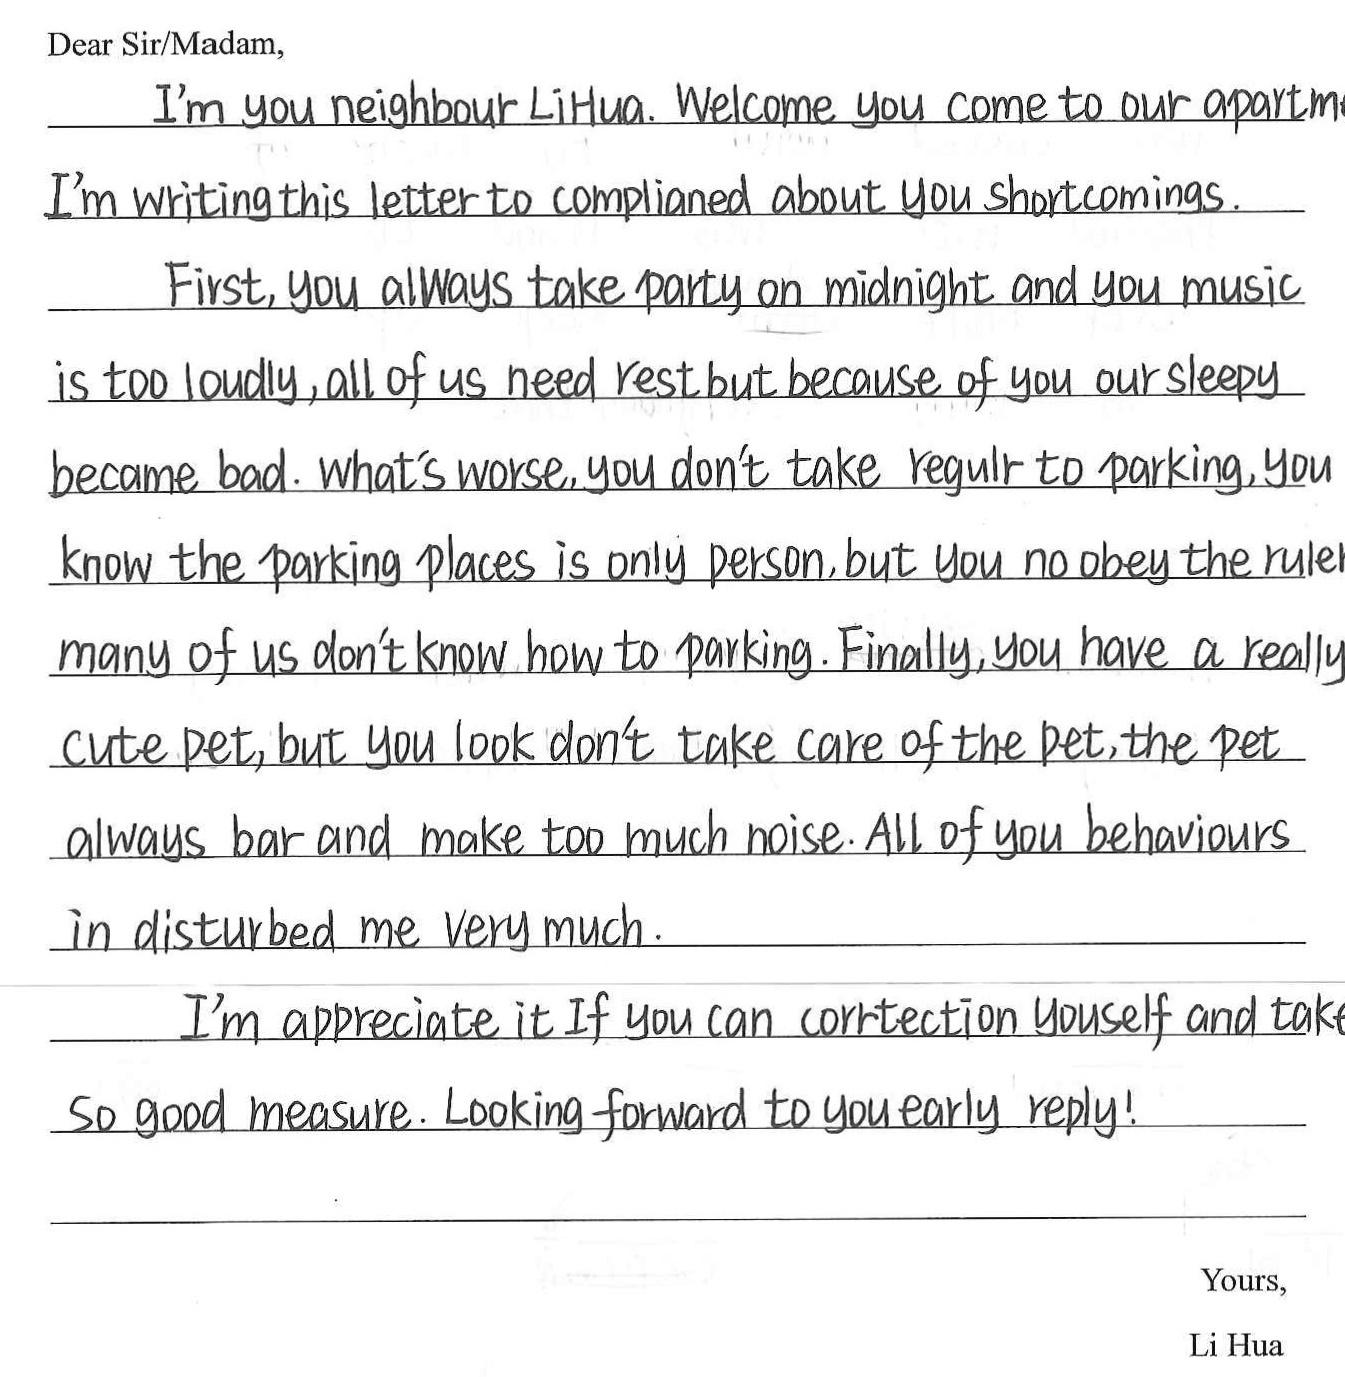 Dear Sir/Madam,
I'm you neighbour LiHua. Welcome you come to our apartm
I'm writing this letter to complianed about you shortcomings.
First, you always take party on midnight and you music
is too loudly, all of us need rest but because of you our sleepy
became bad. What's worse, you don't take regulr to parking, you
know the parking places is only person, but you no obey the ruler
many of us don't know how to parking. Finally, you have a really
cute pet, but you look don't take care of the pet, the pet
always bar and make too much noise. All of you behaviours
in disturbed me very much.
I'm appreciate it If you can corrtection youself and take
so good measure. Looking forward to you early reply!
Yours,
Li Hua